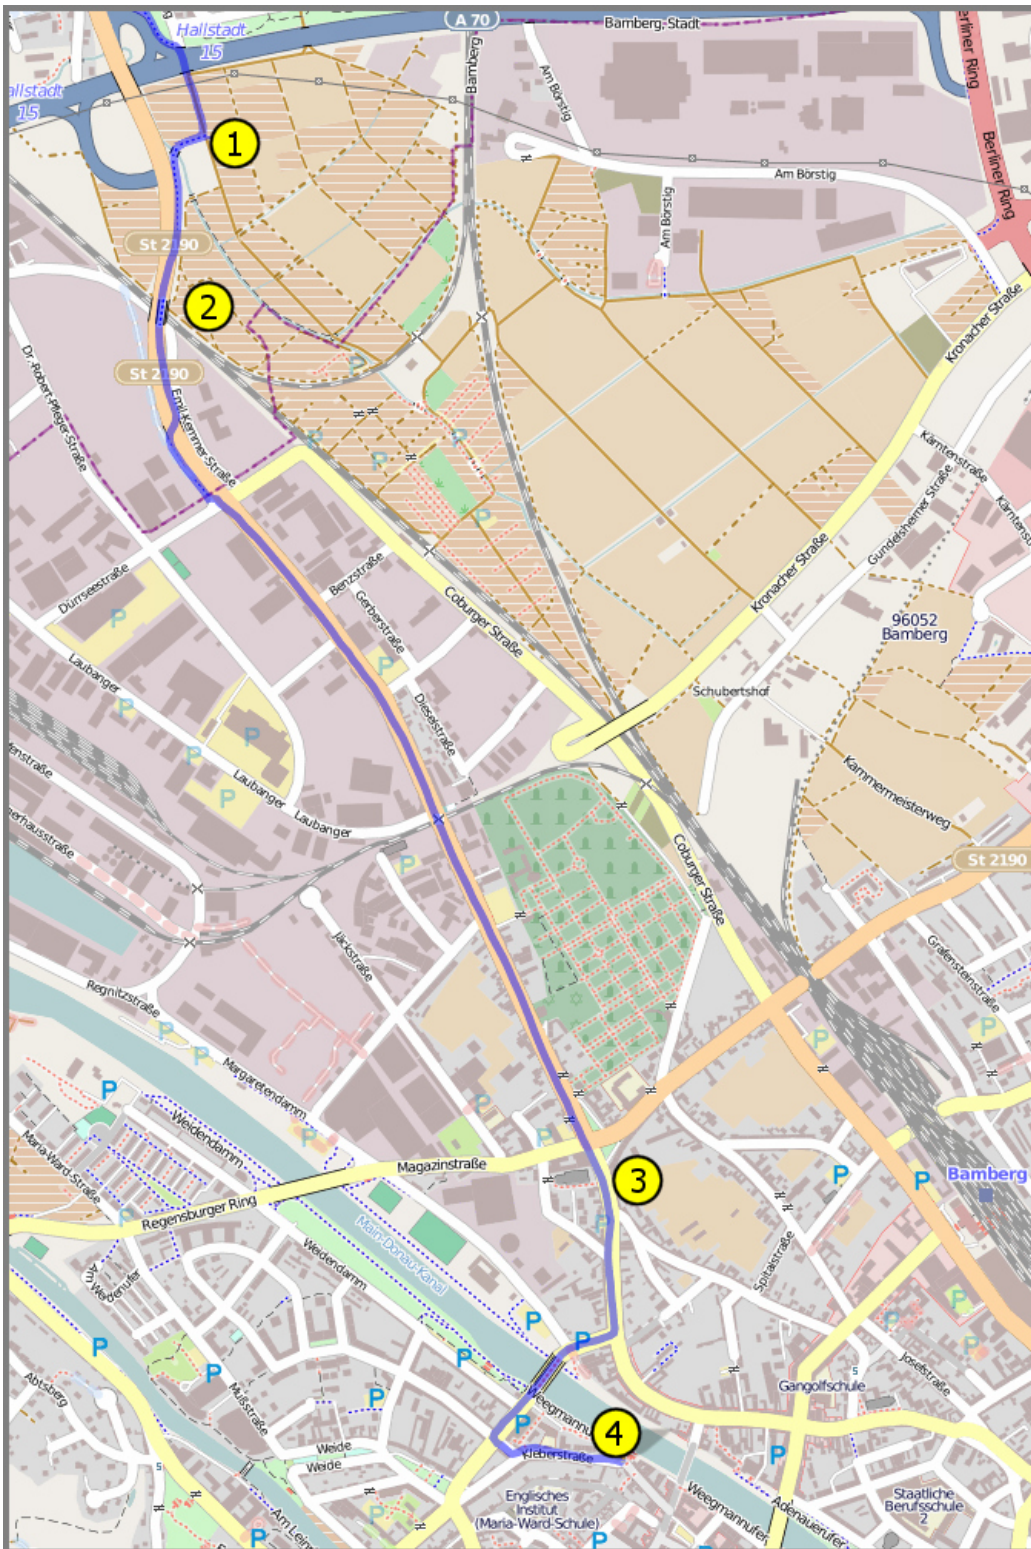 A 70
Hallstadt
15
Bamberg, Stadt
Berliner Ring
Bamberg
Am Börstig
allstadt
15
1
Berliner Ring
Am Börstig
Am Börstig
St 2190
2
Kronacher Straße
Dr.-Robert-Pfleger-Straße
St 2190
Emil-Kemmer-Straße
P
P
P
Kärntenstraße
Gundelsheimer Straße
P
Dürrseestraße
P
Benzstraße
Gerberstraße
Coburger Straße
Kronacher Straße
96052
Bamberg
Laubanger
P
P
Dieselstraße
Schubertshof
P
P
P
Laubanger
Laubanger
Kammermeisterweg
St 2190
Coburger Straße
P
Jäckstraße
Grafensteinstraße
Regnitzstraße
P
P
P
P
Margaretendamm
P
P
Weidendamm
P
P
Maria-Ward-Straße
Magazinstraße
P
P
Bamberg
3
Regensburger Ring
P
P
Main-Donau-Kanal
Weidendamm
Am Weidenufer
Spitalstraße
P
P
P
P
P
P
P
Josefstraße
Abtsberg
Mußstraße
P
Gangolfschule
5
Weide
Weide
P
4
Kleberstraße
P
5
Englisches
Institut
(Maria-Ward-Schule)
Weegmannufer
Adenauerufer
Staatliche
Berufsschule
2
P
P
P
P